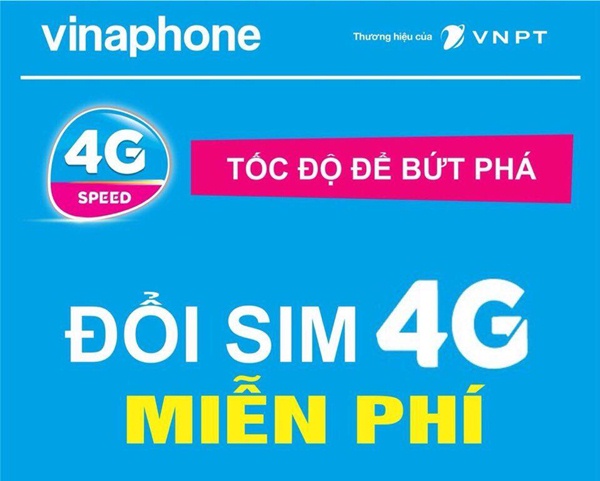 vinaphone
Thương hiệu của VNPT
4G
SPEED
TỐC ĐỘ ĐỂ BỨT PHÁ
ĐỔI SIM 4G
MIỄN PHÍ